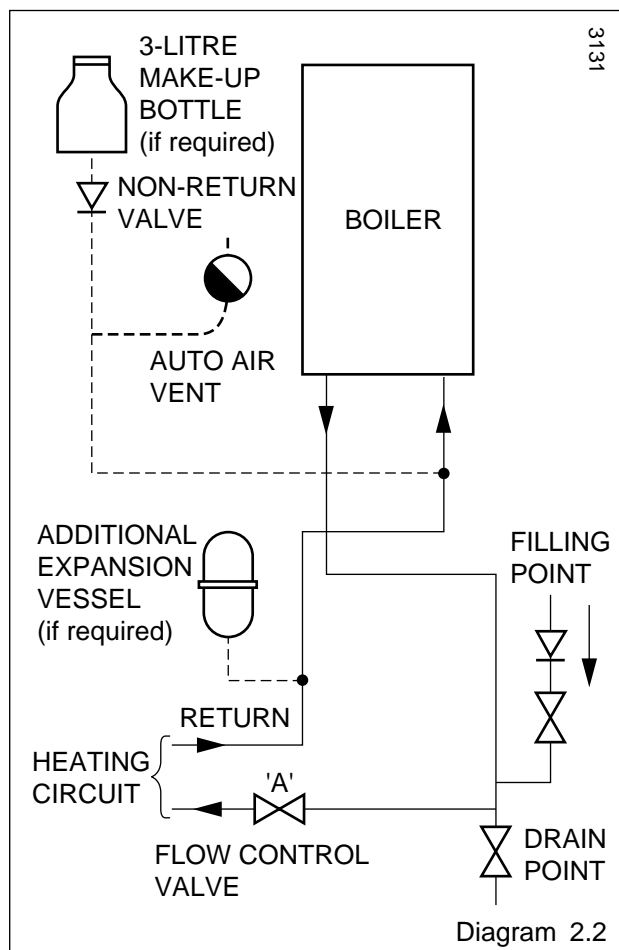 3-LITRE
MAKE-UP
BOTTLE
(if required)
3131
NON-RETURN
VALVE
BOILER
AUTO AIR
VENT
ADDITIONAL
EXPANSION
VESSEL
(if required)
FILLING
POINT
RETURN
HEATING
CIRCUIT
'A'
FLOW CONTROL
VALVE
DRAIN
POINT
Diagram 2.2